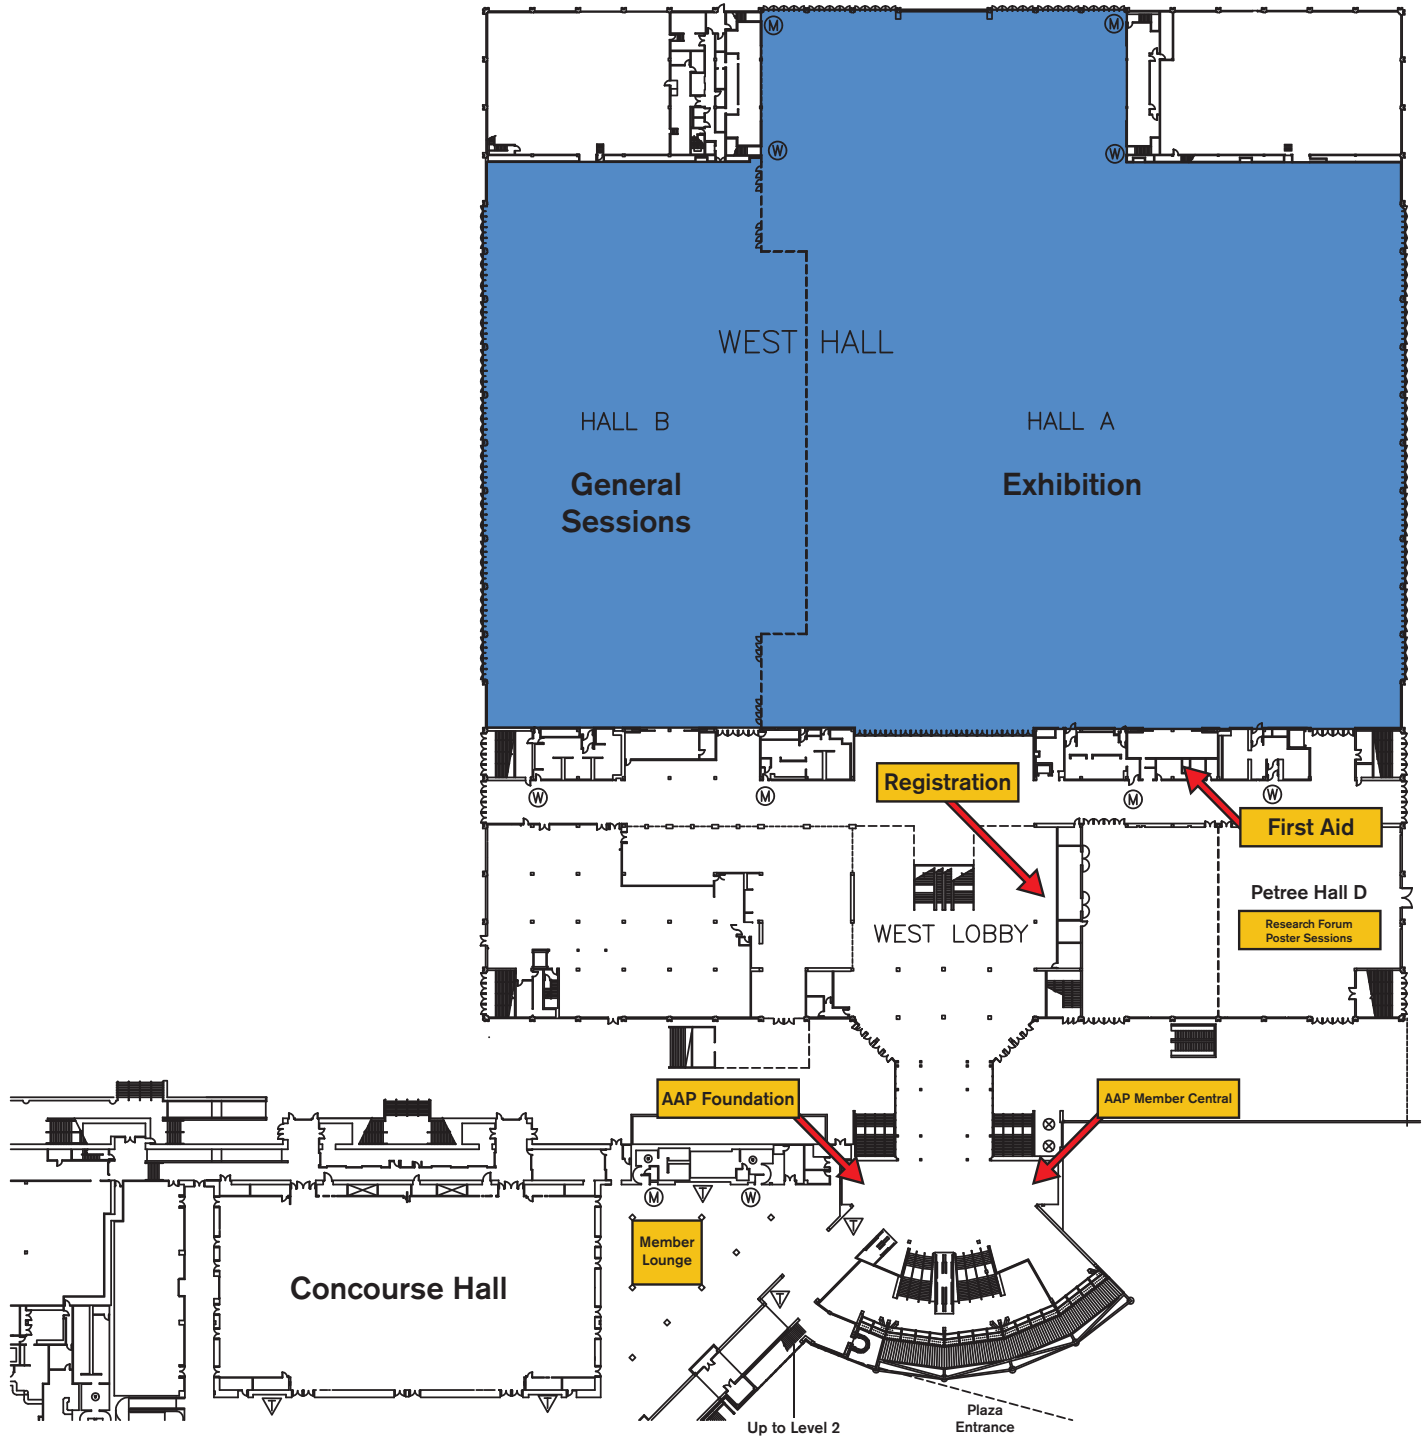 M
M
W
W
WEST HALL
HALL B
HALL A
General
Sessions
Exhibition
Registration
W
M
M
W
First Aid
Petree Hall D
Research Forum
Poster Sessions
WEST LOBBY
AAP Foundation
AAP Member Central
M
T
W
T
Member
Lounge
Concourse Hall
T
T
T
Up to Level 2
Plaza
Entrance